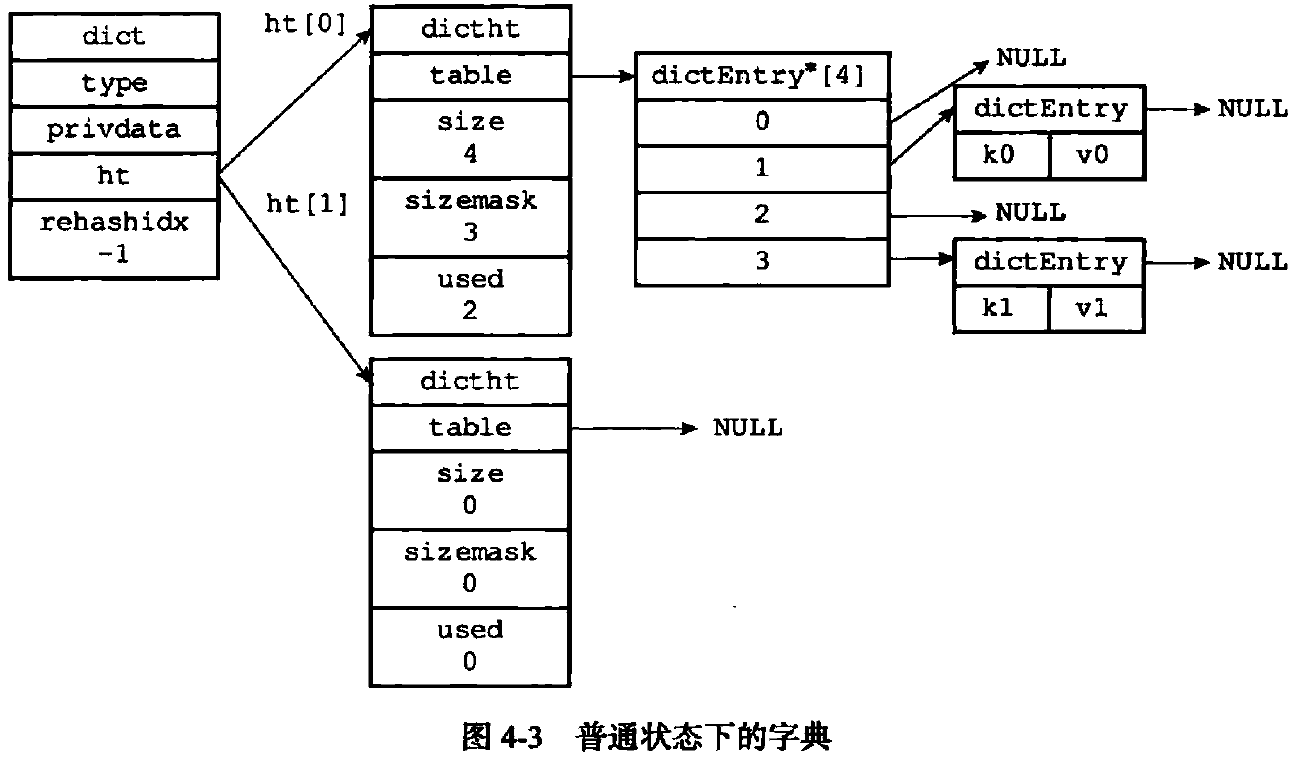 dict
type
privdata
ht
rehashidx
-1
ht[0]
ht[1]
dictht
table
size
4
sizemask
3
used
2
dictEntry*[4]
0
1
2
3
NULL
dictEntry
k0 v0
NULL
NULL
dictEntry
k1 v1
NULL
dictht
table
NULL
size
0
sizemask
0
used
0
图 4-3 普通状态下的字典